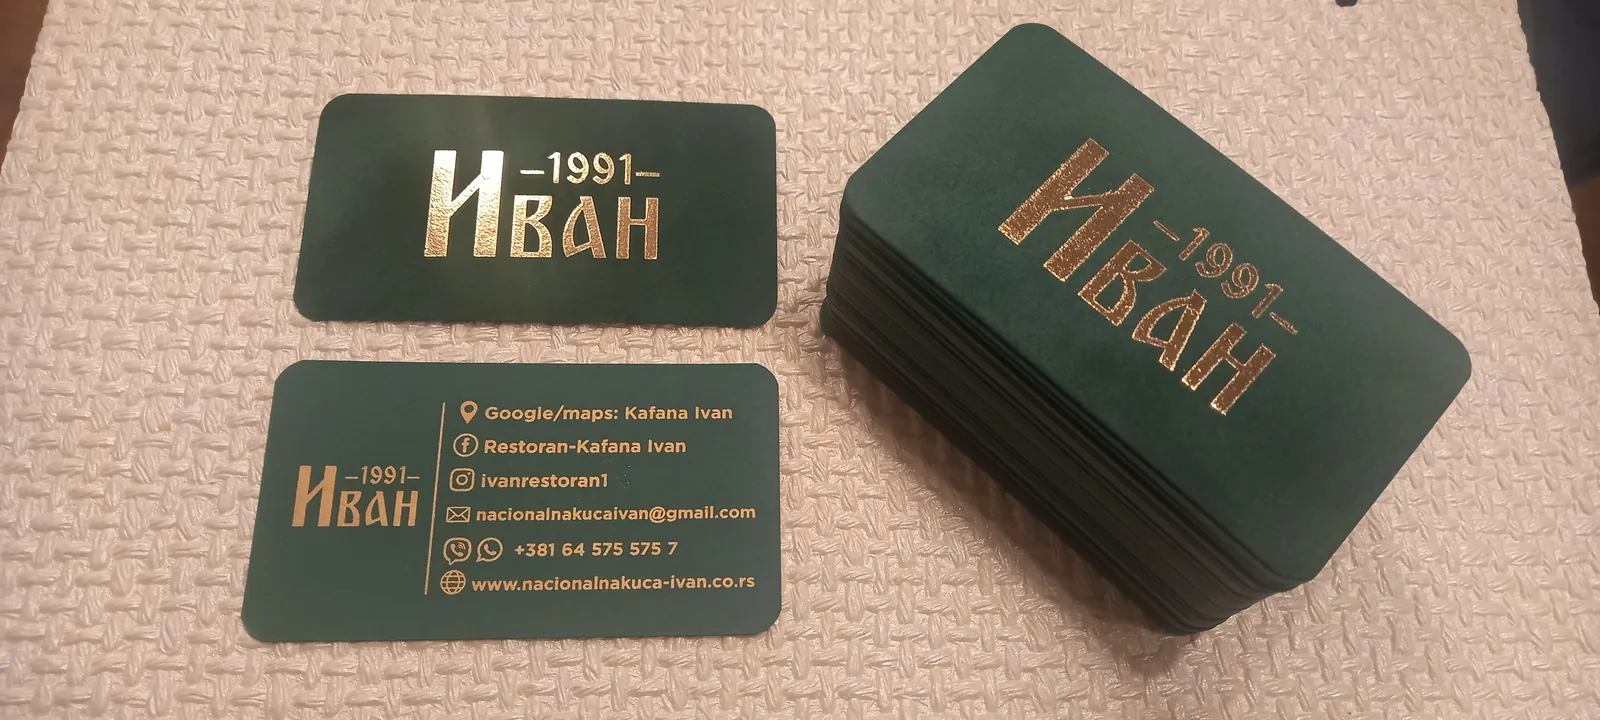 –1991–
Иван
–1991–
Иван
Google/maps: Kafana Ivan
Restoran-Kafana Ivan
ivanrestoran1
nacionalnakucaivan@gmail.com
+381 64 575 575 7
www.nacionalnakuca-ivan.co.rs
–1991–
Иван